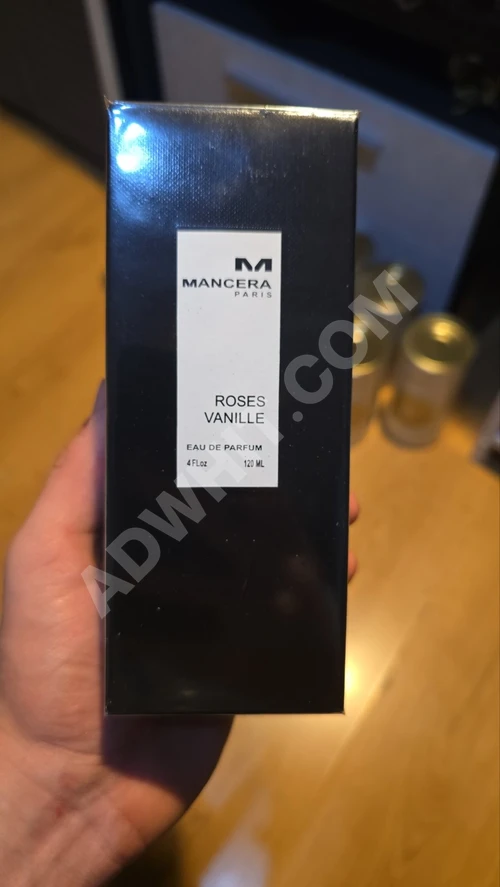 M
MANCERA
PARIS
ROSES
VANILLE
EAU DE PARFUM
4 FLoz 120 ML
ADWHIT.COM